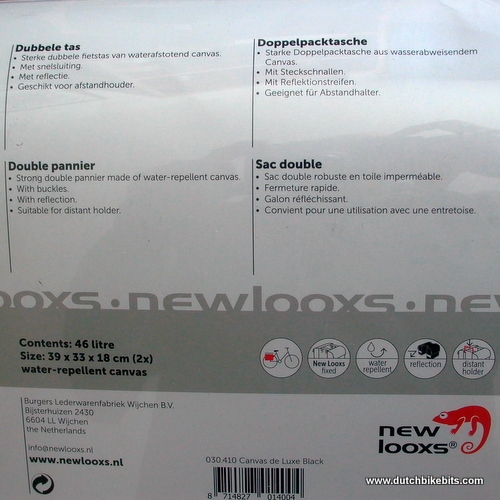 Dubbele tas
• Sterke dubbele fietstas van waterafstotend canvas.
• Met snelsluiting.
• Met reflectie.
• Geschikt voor afstandhouder.
Doppelpacktasche
• Starke Doppelpacktasche aus wasserabweisendem
Canvas.
• Mit Steckschnallen.
• Mit Reflektionstreifen.
• Geeignet für Abstandhalter.
Double pannier
• Strong double pannier made of water-repellent canvas.
• With buckles.
• With reflection.
• Suitable for distant holder.
Sac double
• Sac double robuste en toile imperméable.
• Fermeture rapide.
• Galon réfléchissant.
• Convient pour une utilisation avec une entretoise.
ooxs • newlooxs • new
Contents: 46 litre
Size: 39 x 33 x 18 cm (2x)
water-repellent canvas
New Looxs
fixed
water
repellent
reflection
distant
holder
Burgers Lederwarenfabriek Wijchen B.V.
Bijsterhuizen 2430
6604 LL Wijchen
the Netherlands
info@newlooxs.nl
www.newlooxs.nl
new
looxs®
030.410 Canvas de Luxe Black
8 714827 014004
www.dutchbikebits.com